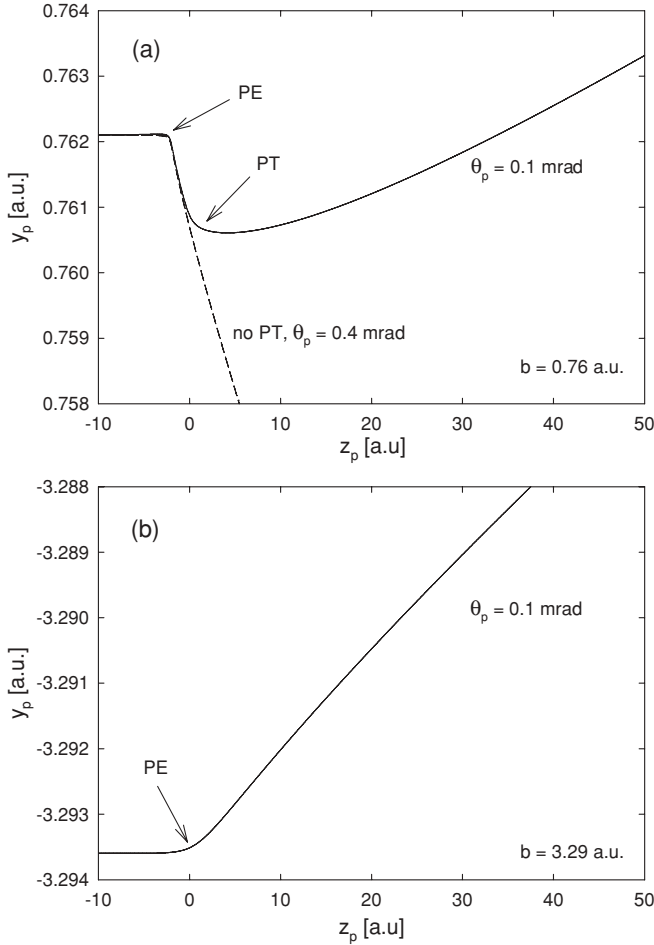 (a)
0.764
0.763
0.762
0.761
0.760
0.759
0.758
y_p [a.u.]
PE
PT
θ_p = 0.1 mrad
no PT, θ_p = 0.4 mrad
b = 0.76 a.u.
-10 0 10 20 30 40 50
z_p [a.u]
(b)
-3.288
-3.289
-3.290
-3.291
-3.292
-3.293
-3.294
y_p [a.u.]
θ_p = 0.1 mrad
PE
b = 3.29 a.u.
-10 0 10 20 30 40 50
z_p [a.u]